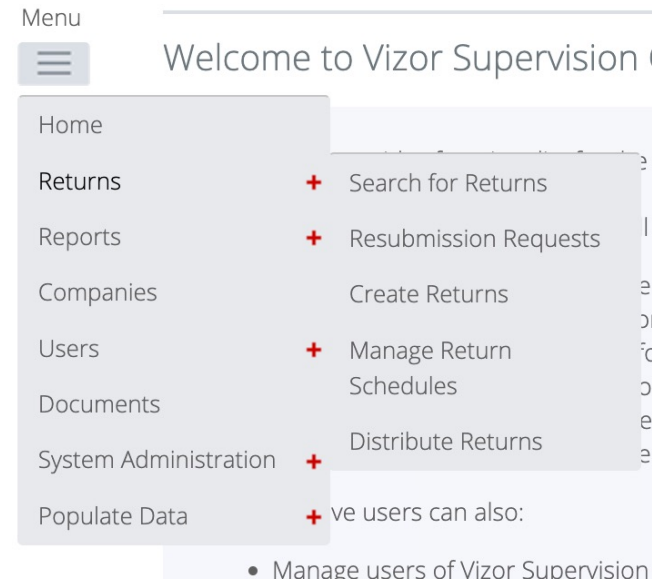 Menu
Welcome to Vizor Supervision
Home
Returns
Reports
Companies
Users
Documents
System Administration
Populate Data
Search for Returns
Resubmission Requests
Create Returns
Manage Return
Schedules
Distribute Returns
ve users can also:
• Manage users of Vizor Supervision